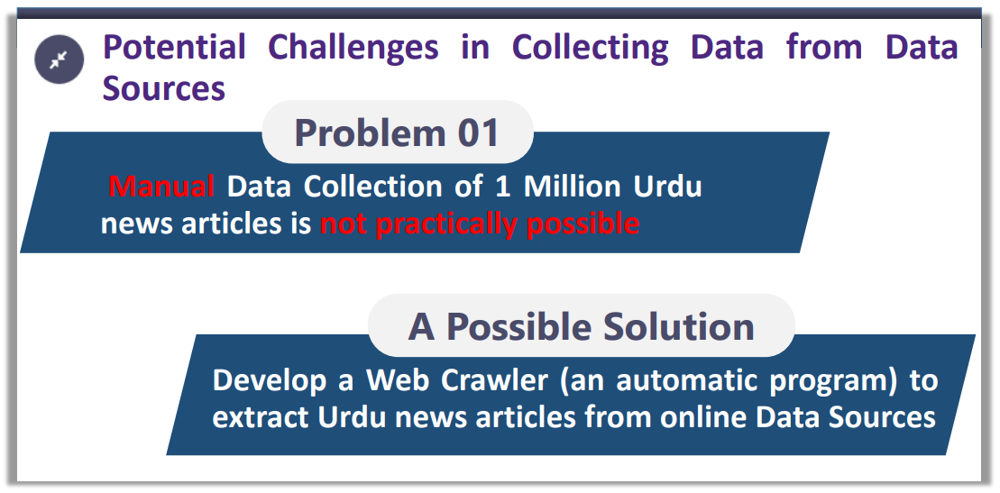 Potential Challenges in Collecting Data from Data
Sources
Problem 01
Manual Data Collection of 1 Million Urdu
news articles is not practically possible
A Possible Solution
Develop a Web Crawler (an automatic program) to
extract Urdu news articles from online Data Sources